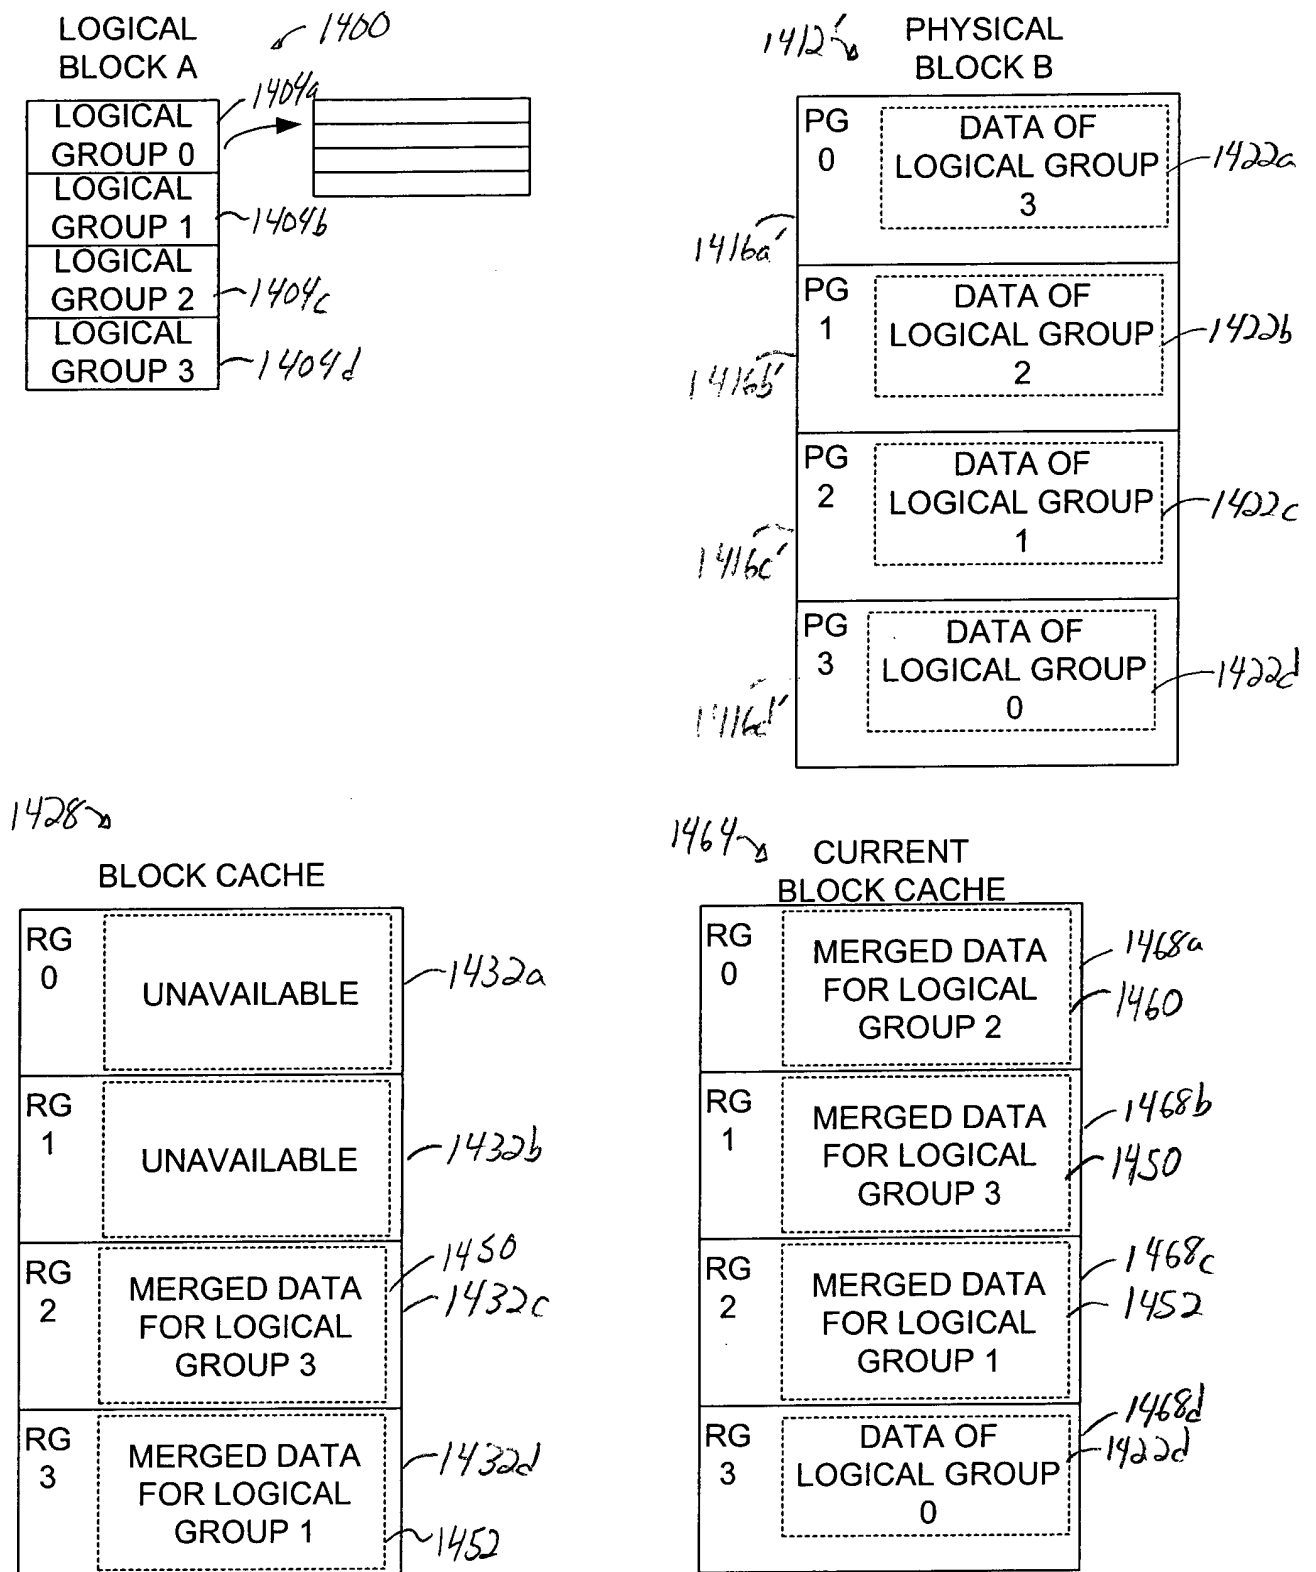 LOGICAL
BLOCK A
1400
LOGICAL
GROUP 0
1404a
LOGICAL
GROUP 1
1404b
LOGICAL
GROUP 2
1404c
LOGICAL
GROUP 3
1404d
1412'
PHYSICAL
BLOCK B
PG
0
DATA OF
LOGICAL GROUP
3
1422a
1416a'
PG
1
DATA OF
LOGICAL GROUP
2
1422b
1416b'
PG
2
DATA OF
LOGICAL GROUP
1
1422c
1416c'
PG
3
DATA OF
LOGICAL GROUP
0
1422d
1416d'
1428
BLOCK CACHE
RG
0
UNAVAILABLE
1432a
RG
1
UNAVAILABLE
1432b
RG
2
MERGED DATA
FOR LOGICAL
GROUP 3
1450
1432c
RG
3
MERGED DATA
FOR LOGICAL
GROUP 1
1432d
1452
1464
CURRENT
BLOCK CACHE
RG
0
MERGED DATA
FOR LOGICAL
GROUP 2
1468a
1460
RG
1
MERGED DATA
FOR LOGICAL
GROUP 3
1468b
1450
RG
2
MERGED DATA
FOR LOGICAL
GROUP 1
1468c
1452
RG
3
DATA OF
LOGICAL GROUP
0
1468d
1422d